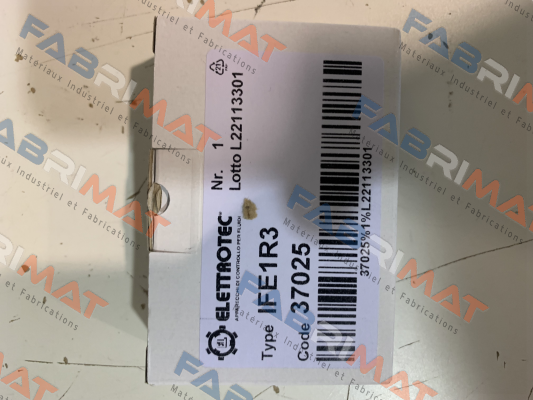 ELETTROTEC
APPARECCHI DI CONTROLLO PER FLUIDI
Nr. 1
Lotto L22113301
Type IFE1R3
Code 37025
37025%1%L22113301
FABRIMAT
Materiaux Industriel et Fabrications